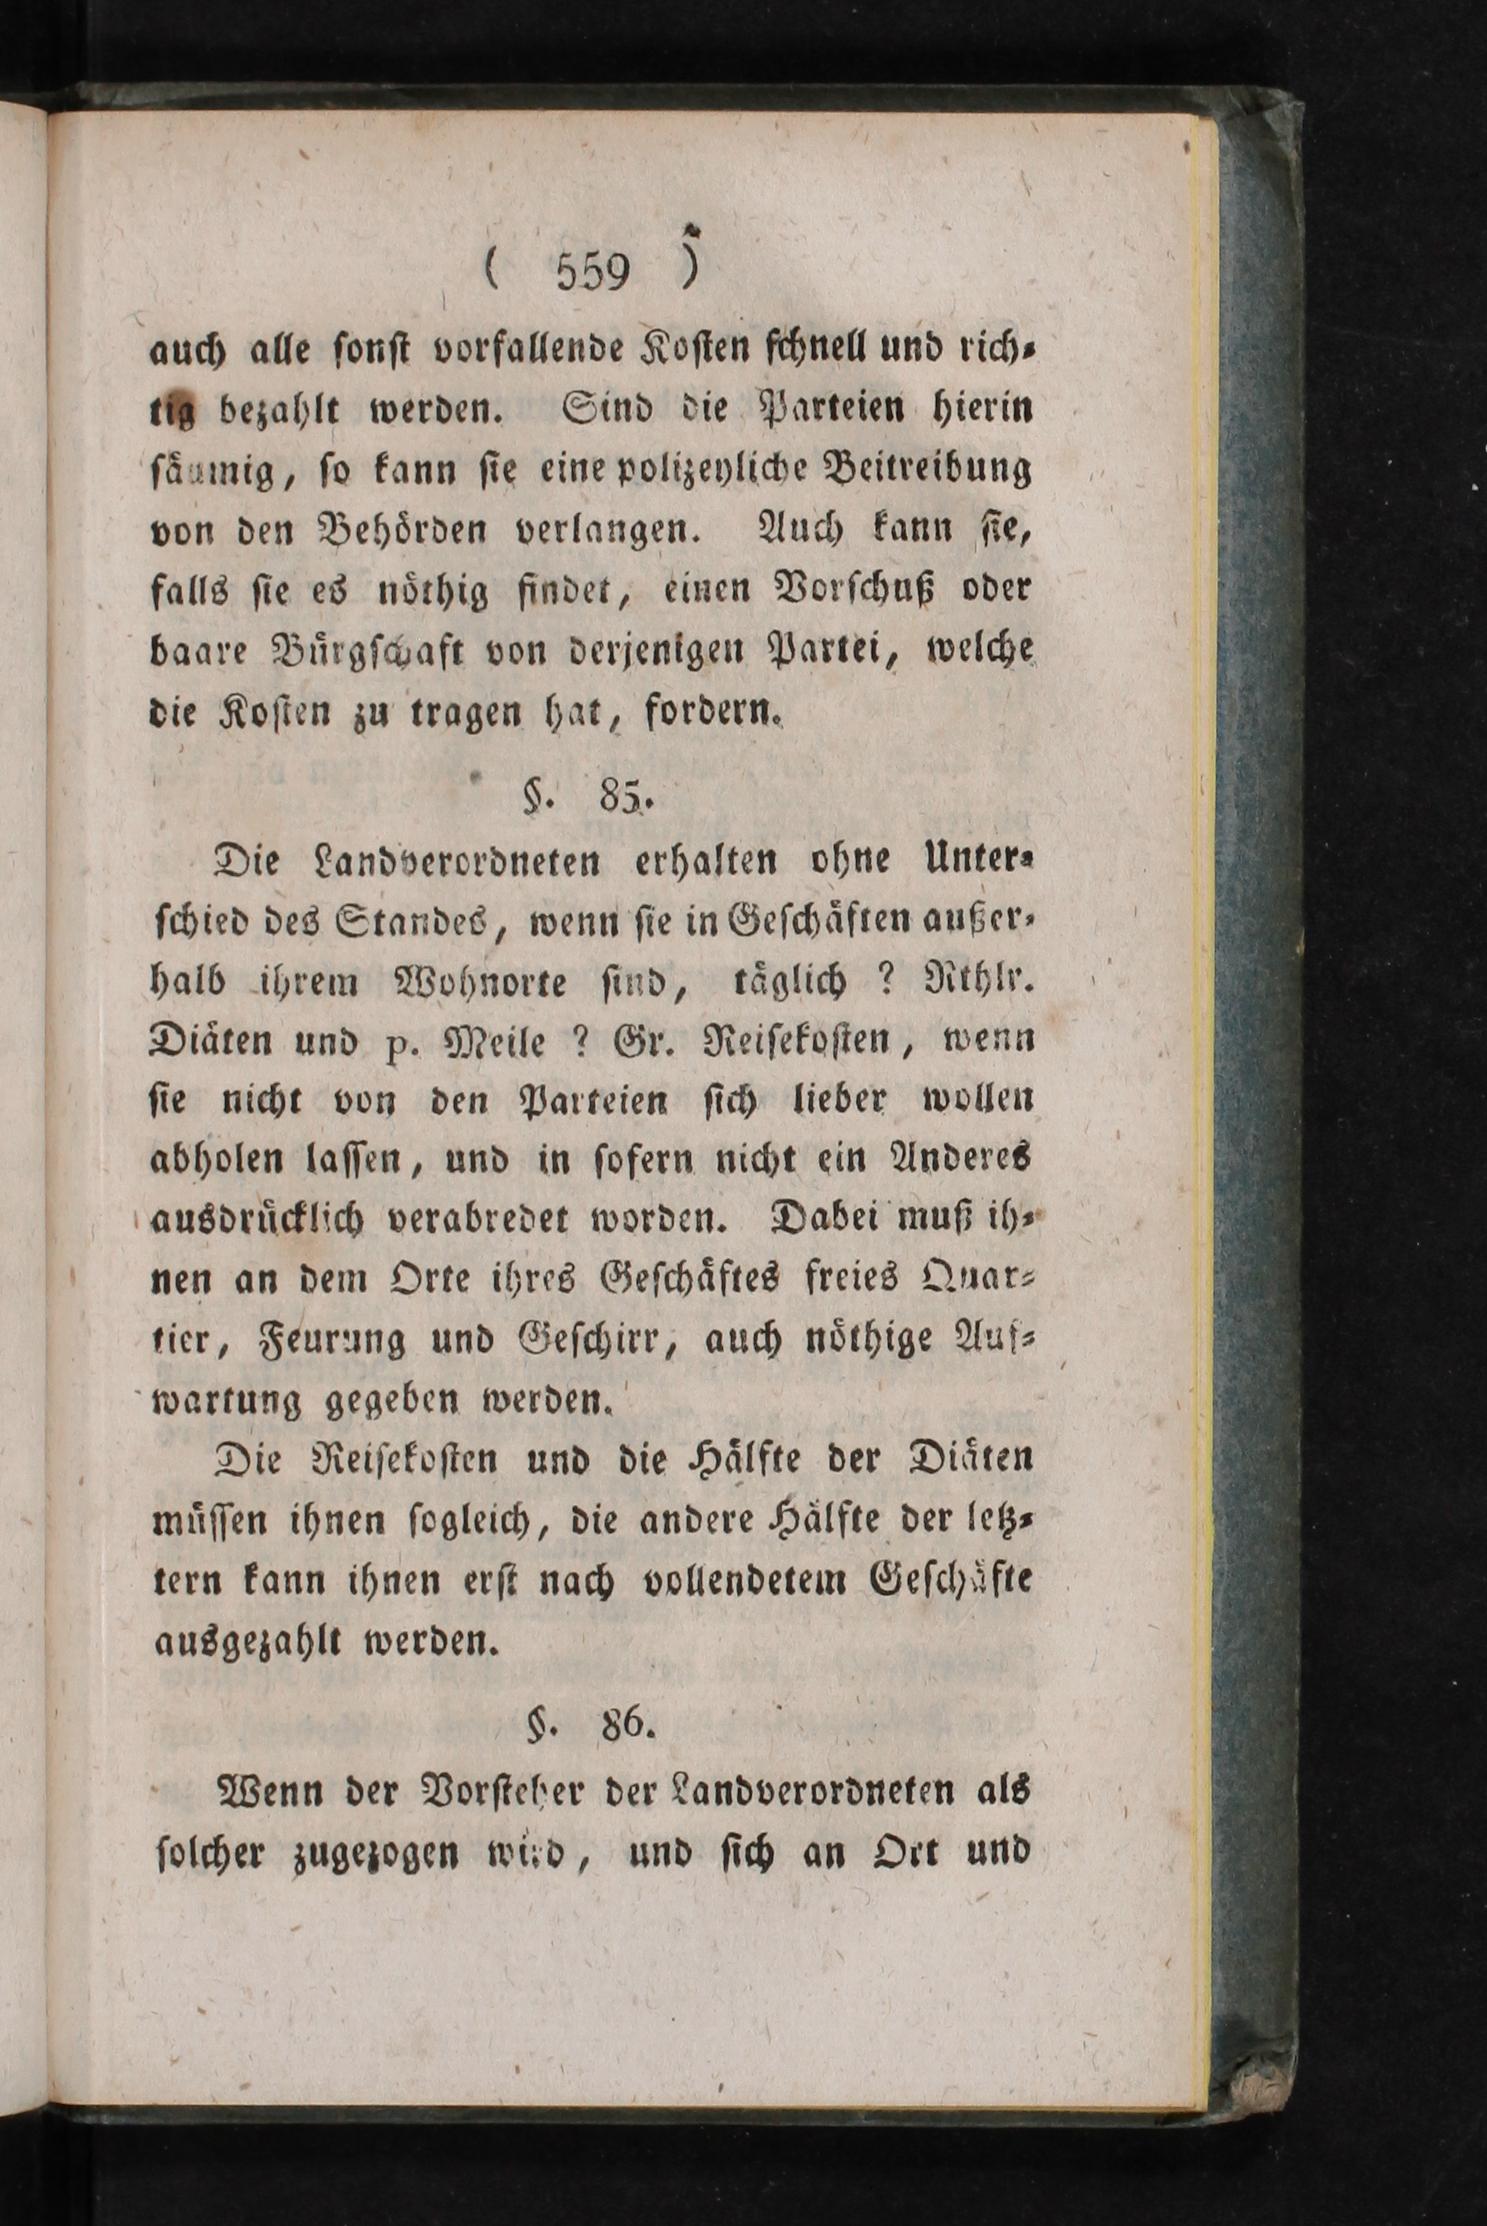 ( 559 )
auch alle ſonſt vorfallende Koſten ſchnell und rich⸗
tig bezahlt werden. Sind die Parteien hierin
ſäumig, ſo kann ſie eine polizeyliche Beitreibung
von den Behörden verlangen. Auch kann ſie,
falls ſie es nöthig findet, einen Vorſchuß oder
baare Bürgſchaft von derjenigen Partei, welche
die Koſten zu tragen hat, fordern.
§. 85.
Die Landverordneten erhalten ohne Unter⸗
ſchied des Standes, wenn ſie in Geſchäften außer⸗
halb ihrem Wohnorte ſind, täglich ? Rthlr.
Diäten und p. Meile ? Gr. Reiſekoſten, wenn
ſie nicht von den Parteien ſich lieber wollen
abholen laſſen, und in ſofern nicht ein Anderes
ausdrücklich verabredet worden. Dabei muß ih⸗
nen an dem Orte ihres Geſchäftes freies Quar⸗
tier, Feurung und Geſchirr, auch nöthige Auf⸗
wartung gegeben werden.
Die Reiſekoſten und die Hälfte der Diäten
müſſen ihnen ſogleich, die andere Hälfte der letz⸗
tern kann ihnen erſt nach vollendetem Geſchäfte
ausgezahlt werden.
§. 86.
Wenn der Vorſteher der Landverordneten als
ſolcher zugezogen wird, und ſich an Ort und